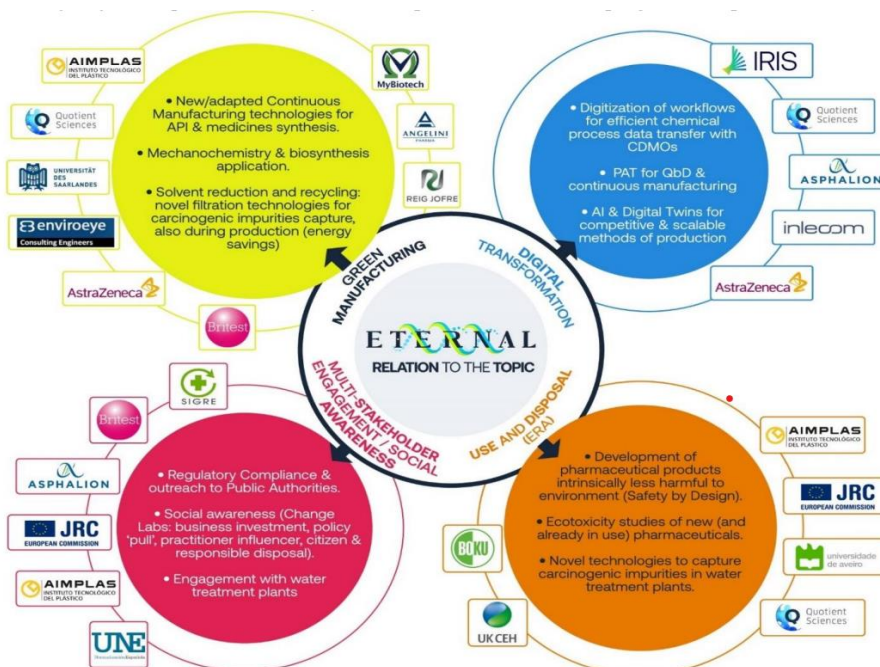 AIMPLAS
INSTITUTO TECNOLÓGICO
DEL PLÁSTICO
Quotient
Sciences
UNIVERSITÄT
DES
SAARLANDES
enviroeye
Consulting Engineers
AstraZeneca
Britest
MyBiotech
ANGELINI
PHARMA
REIG JOFRE
• New/adapted Continuous
Manufacturing technologies for
API & medicines synthesis.
• Mechanochemistry & biosynthesis
application.
• Solvent reduction and recycling:
novel filtration technologies for
carcinogenic impurities capture,
also during production (energy
savings)
IRIS
Quotient
Sciences
ASPHALION
inlecom
AstraZeneca
• Digitization of workflows
for efficient chemical
process data transfer with
CDMOs
• PAT for QbD &
continuous manufacturing
• AI & Digital Twins for
competitive & scalable
methods of production
GREEN
MANUFACTURING
DIGITAL
TRANSFORMATION
ETERNAL
RELATION TO THE TOPIC
MULTI-STAKEHOLDER
ENGAGEMENT / SOCIAL
AWARENESS
USE AND DISPOSAL
(ERA)
SIGRE
Britest
ASPHALION
JRC
EUROPEAN COMMISSION
AIMPLAS
INSTITUTO TECNOLÓGICO
DEL PLÁSTICO
UNE
• Regulatory Compliance &
outreach to Public Authorities.
• Social awareness (Change
Labs: business investment, policy
'pull', practitioner influencer, citizen &
responsible disposal).
• Engagement with water
treatment plants
• Development of
pharmaceutical products
intrinsically less harmful to
environment (Safety by Design).
• Ecotoxicity studies of new (and
already in use) pharmaceuticals.
• Novel technologies to capture
carcinogenic impurities in water
treatment plants.
AIMPLAS
INSTITUTO TECNOLÓGICO
DEL PLÁSTICO
JRC
EUROPEAN COMMISSION
universidade
de aveiro
Quotient
Sciences
BOKU
UK CEH